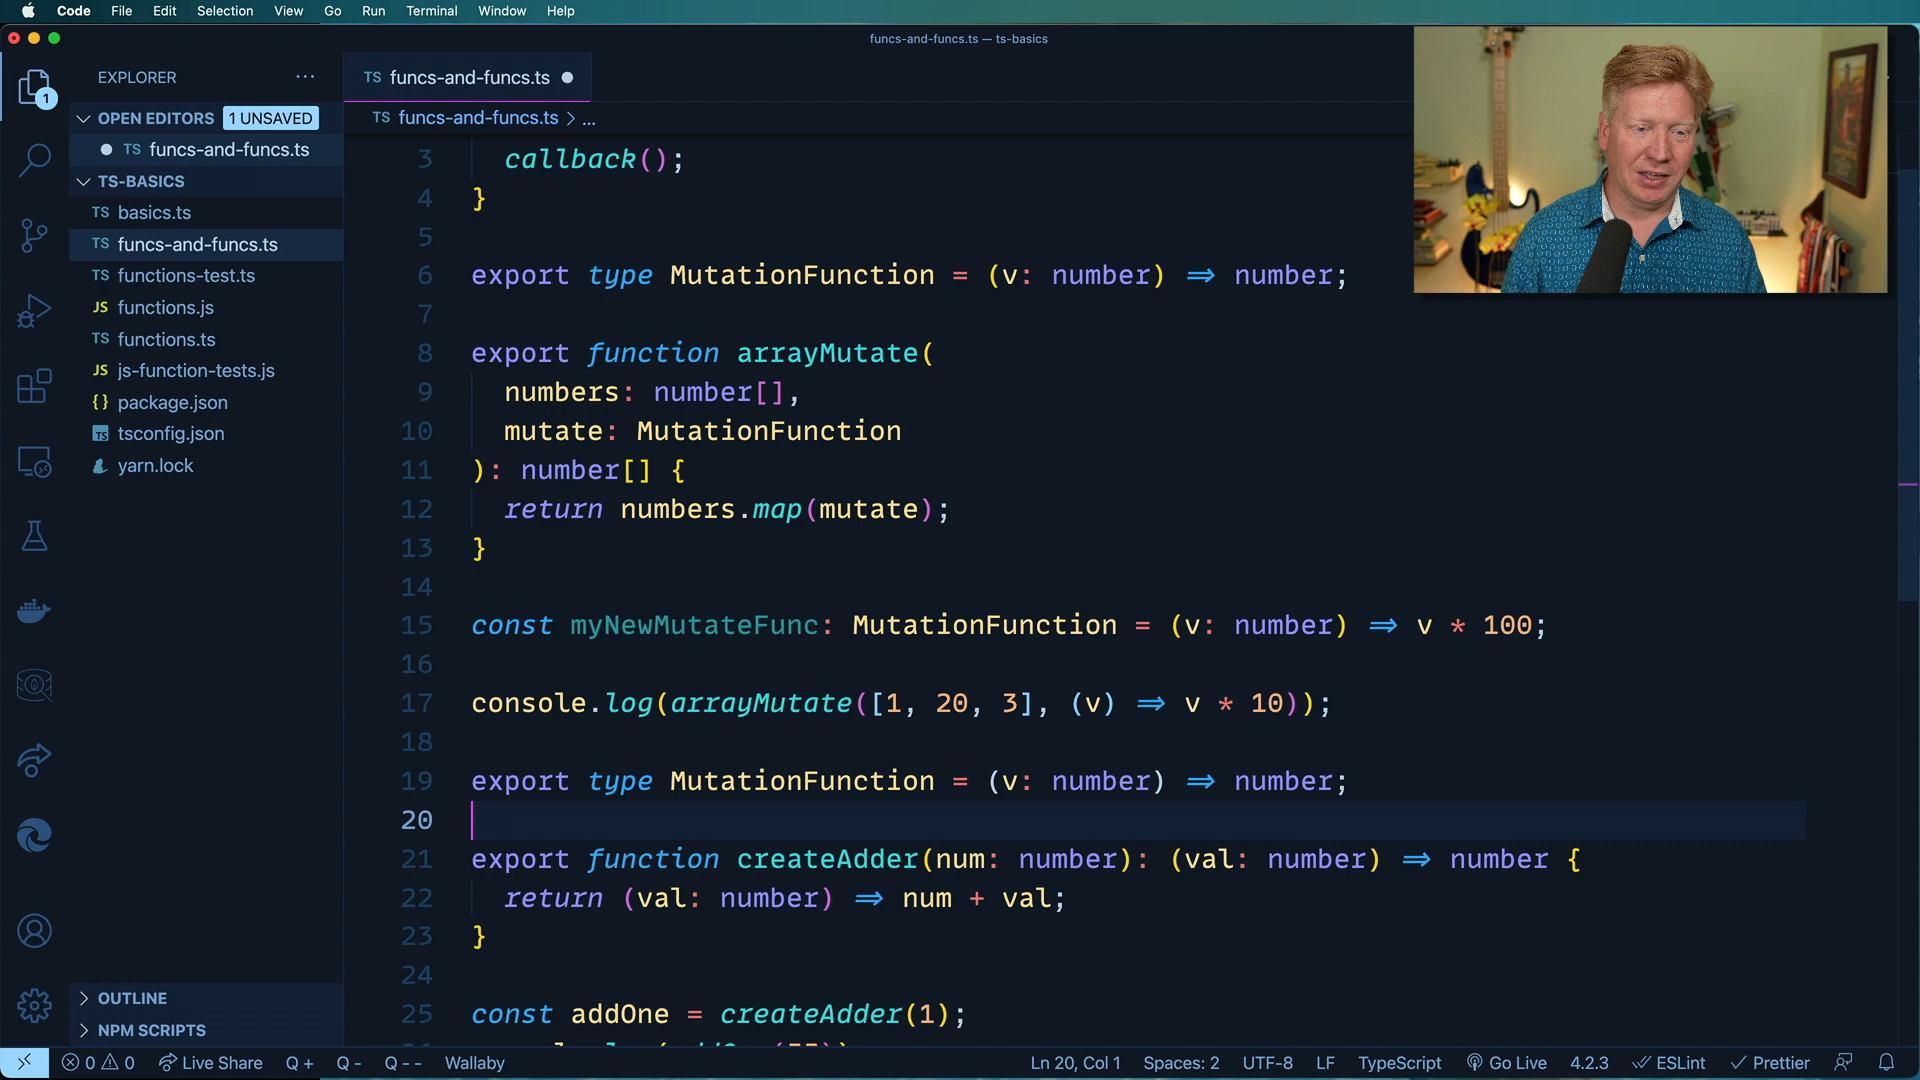 Code File Edit Selection View Go Run Terminal Window Help
funcs-and-funcs.ts — ts-basics
EXPLORER ···
TS funcs-and-funcs.ts
OPEN EDITORS 1 UNSAVED
TS funcs-and-funcs.ts > ...
1
TS funcs-and-funcs.ts
TS-BASICS
TS basics.ts
TS funcs-and-funcs.ts
TS functions-test.ts
JS functions.js
TS functions.ts
JS js-function-tests.js
{} package.json
TS tsconfig.json
yarn.lock
OUTLINE
NPM SCRIPTS
3 callback();
4 }
5
6 export type MutationFunction = (v: number) ⇒ number;
7
8 export function arrayMutate(
9 numbers: number[],
10 mutate: MutationFunction
11 ): number[] {
12 return numbers.map(mutate);
13 }
14
15 const myNewMutateFunc: MutationFunction = (v: number) ⇒ v * 100;
16
17 console.log(arrayMutate([1, 20, 3], (v) ⇒ v * 10));
18
19 export type MutationFunction = (v: number) ⇒ number;
20
21 export function createAdder(num: number): (val: number) ⇒ number {
22 return (val: number) ⇒ num + val;
23 }
24
25 const addOne = createAdder(1);
0 0 Live Share Q + Q - Q - - Wallaby Ln 20, Col 1 Spaces: 2 UTF-8 LF TypeScript Go Live 4.2.3 ESLint Prettier